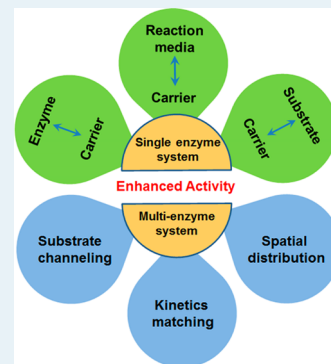 Reaction
media
Carrier
Enzyme
Carrier
Substrate
Carrier
Single enzyme
system
Enhanced Activity
Multi-enzyme
system
Substrate
channeling
Spatial
distribution
Kinetics
matching